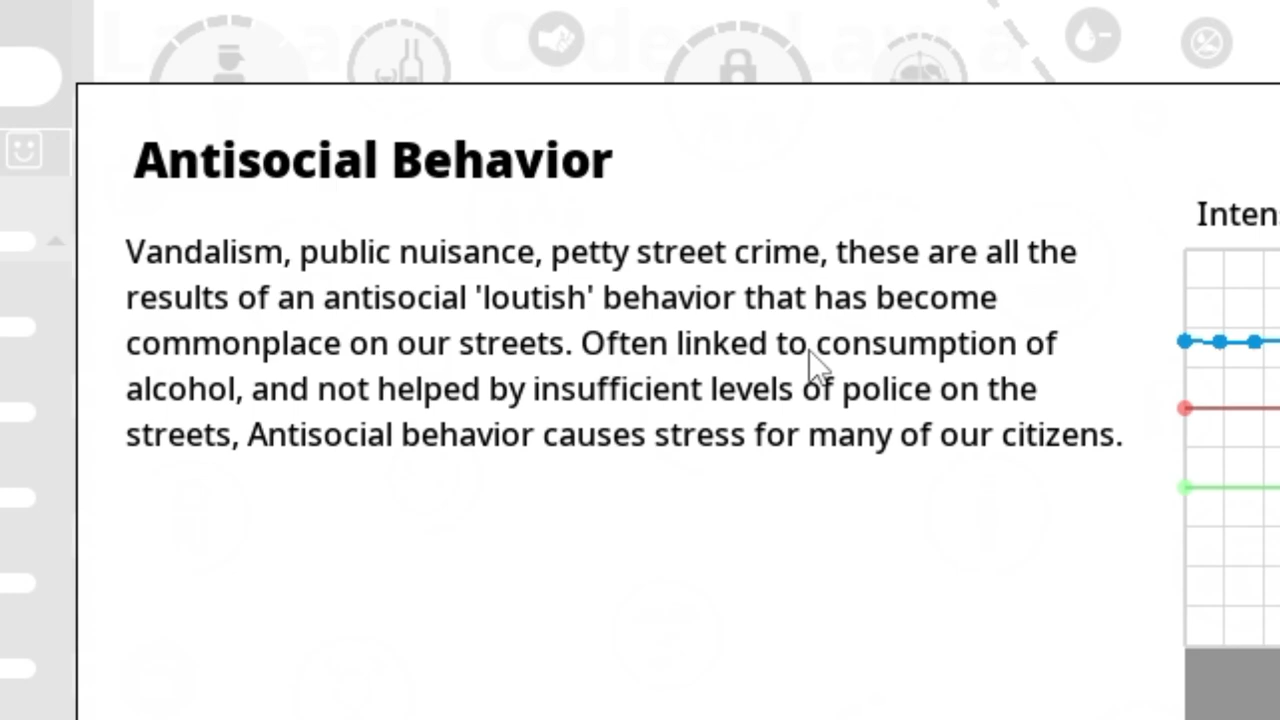 Antisocial Behavior
Vandalism, public nuisance, petty street crime, these are all the
results of an antisocial 'loutish' behavior that has become
commonplace on our streets. Often linked to consumption of
alcohol, and not helped by insufficient levels of police on the
streets, Antisocial behavior causes stress for many of our citizens.